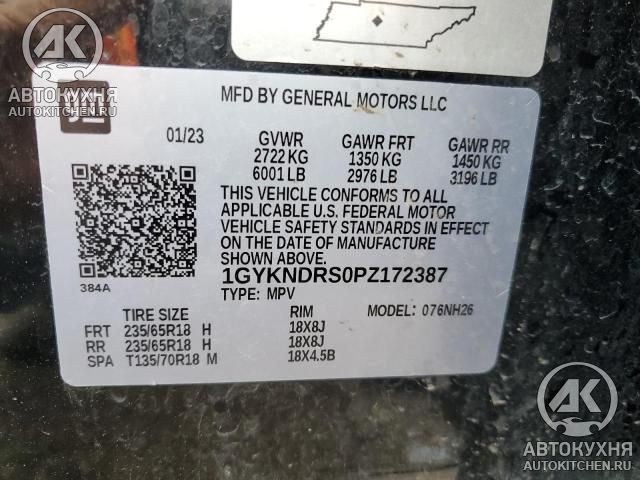 АК
АВТОКУХНЯ
AUTOKITCHEN.RU
gm
MFD BY GENERAL MOTORS LLC
01/23 GVWR GAWR FRT GAWR RR
2722 KG 1350 KG 1450 KG
6001 LB 2976 LB 3196 LB
THIS VEHICLE CONFORMS TO ALL
APPLICABLE U.S. FEDERAL MOTOR
VEHICLE SAFETY STANDARDS IN EFFECT
ON THE DATE OF MANUFACTURE.
384A
1GYKNDRS0PZ172387
TYPE: MPV MODEL: 076NH26
TIRE SIZE RIM
FRT 235/65R18 H 18X8J
RR 235/65R18 H 18X8J
SPA T135/70R18 M 18X4.5B
АК
АВТОКУХНЯ
AUTOKITCHEN.RU